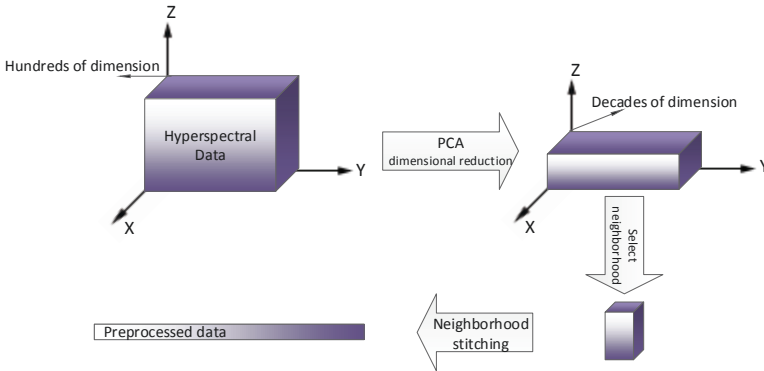 Z
Hundreds of dimension
Hyperspectral
Data
Y
X
PCA
dimensional reduction
Z
Decades of dimension
Y
X
Select
neighborhood
Neighborhood
stitching
Preprocessed data